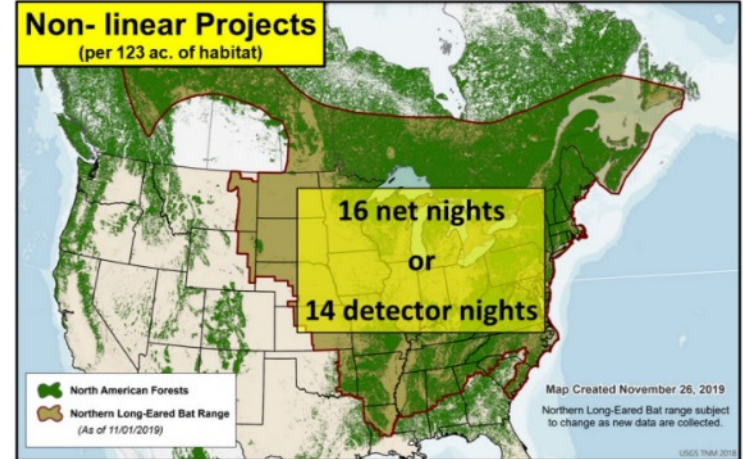 Non- linear Projects
(per 123 ac. of habitat)
16 net nights
or
14 detector nights
North American Forests
Northern Long-Eared Bat Range
(As of 11/01/2019)
Map Created November 26, 2019
Northern Long-Eared Bat range subject
to change as new data are collected.
USGS TNM 2018